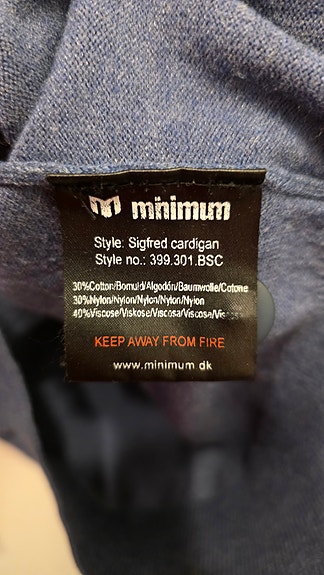 minimum
Style: Sigfred cardigan
Style no.: 399.301.BSC
30%Cotton/Bomuld/Algodón/Baumwolle/Cotone
30%Nylon/Nylon/Nylon/Nylon/Nylon
40%Viscose/Viskose/Viscosa/Viscose/
KEEP AWAY FROM FIRE
www.minimum dk